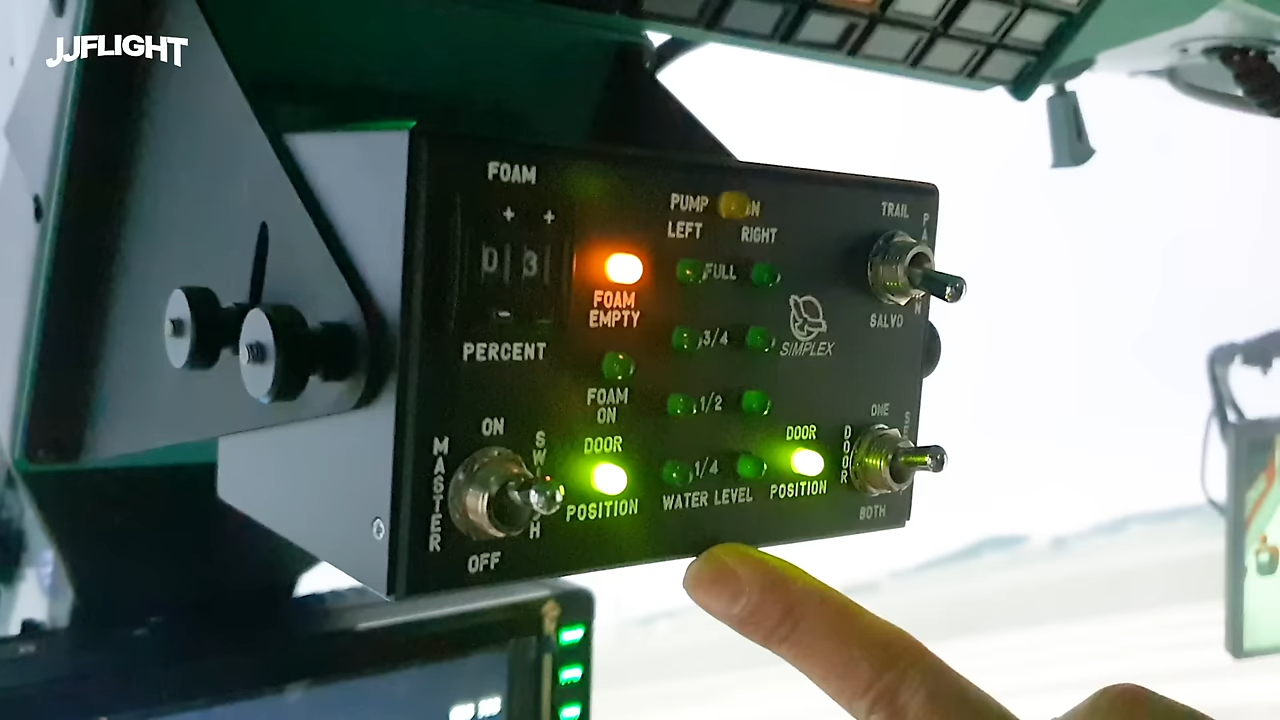 JJFLIGHT
FOAM
+ +
0 3
-
PERCENT
FOAM
EMPTY
FOAM
ON
PUMP ON
LEFT RIGHT
FULL
3/4
1/2
1/4
WATER LEVEL
SIMPLEX
TRAIL
SALVO
MASTER
ON
SWITCH
OFF
DOOR
POSITION
DOOR
POSITION
DOOR
ONE
BOTH